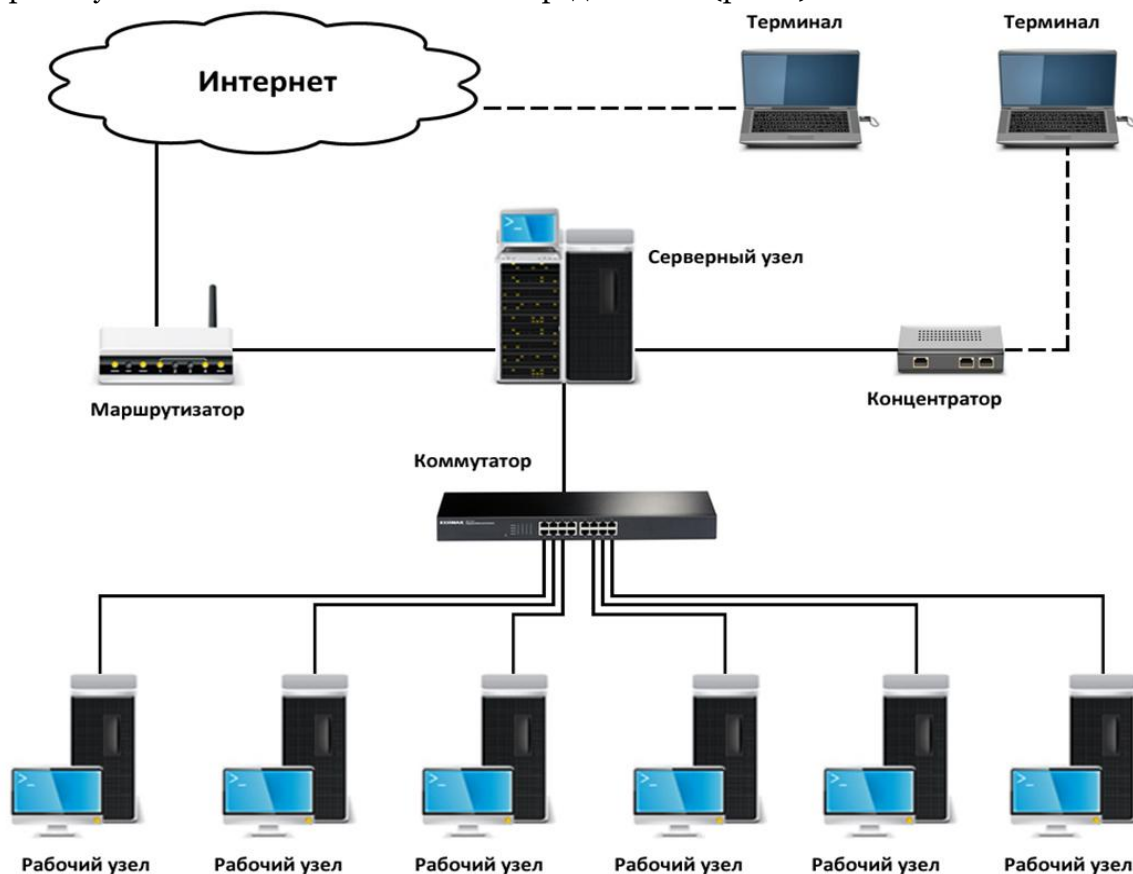 Терминал
Терминал
Интернет
Серверный узел
Маршрутизатор
Концентратор
Коммутатор
EDIMAX
Рабочий узел
Рабочий узел
Рабочий узел
Рабочий узел
Рабочий узел
Рабочий узел